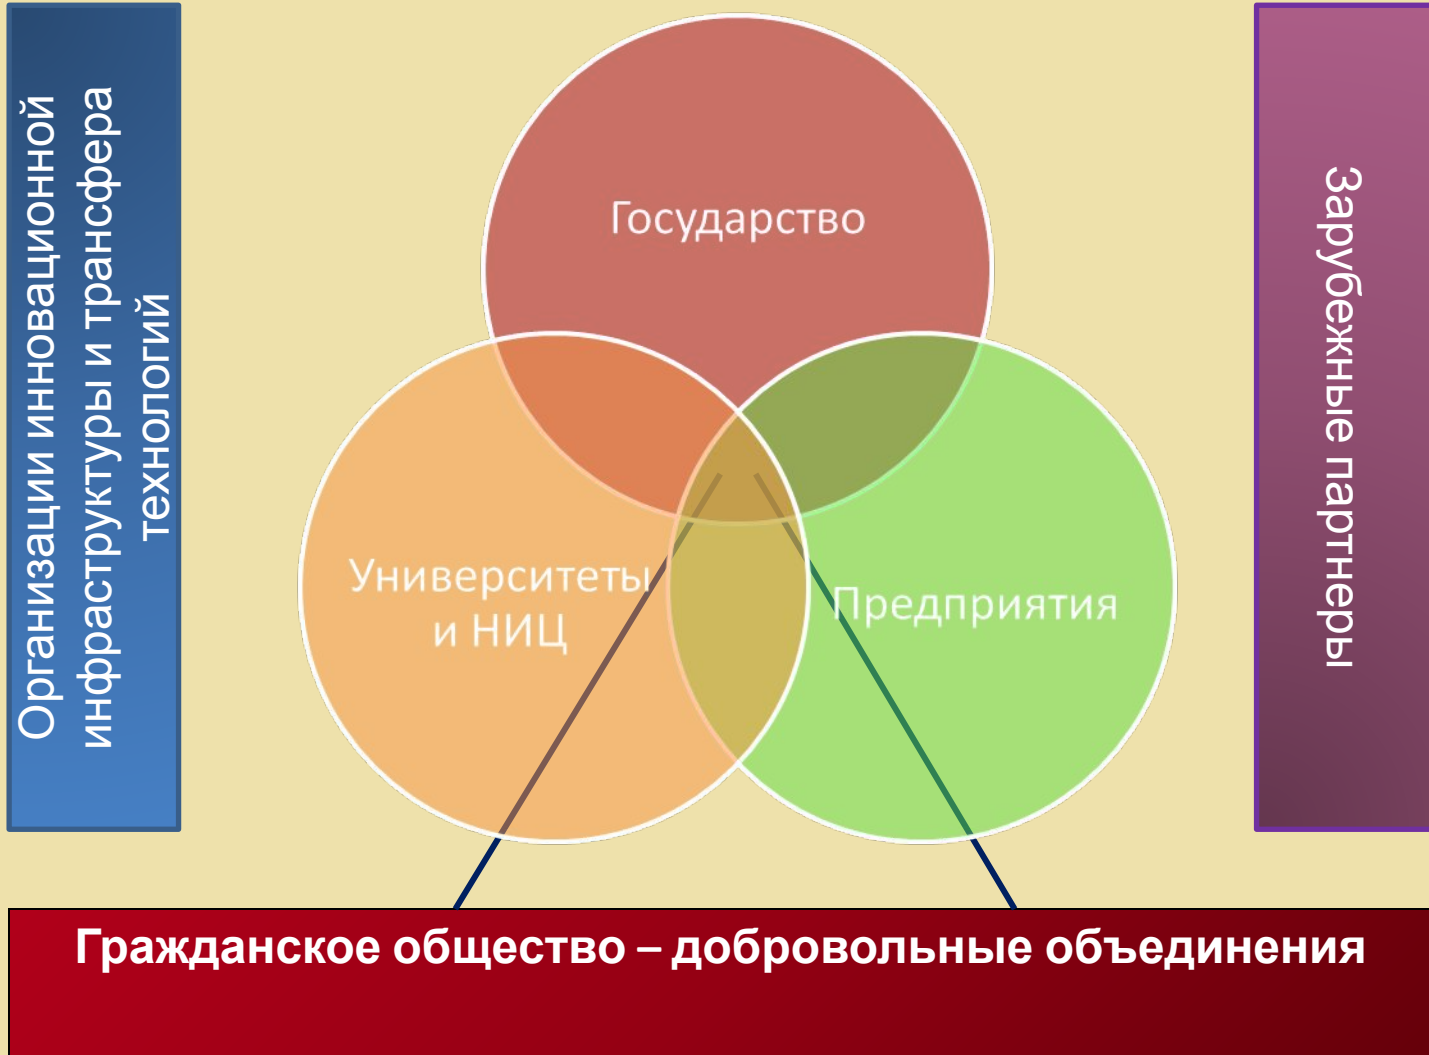 Организации инновационной
инфраструктуры и трансфера
технологий
Государство
Университеты
и НИЦ
Предприятия
Зарубежные партнеры
Гражданское общество – добровольные объединения